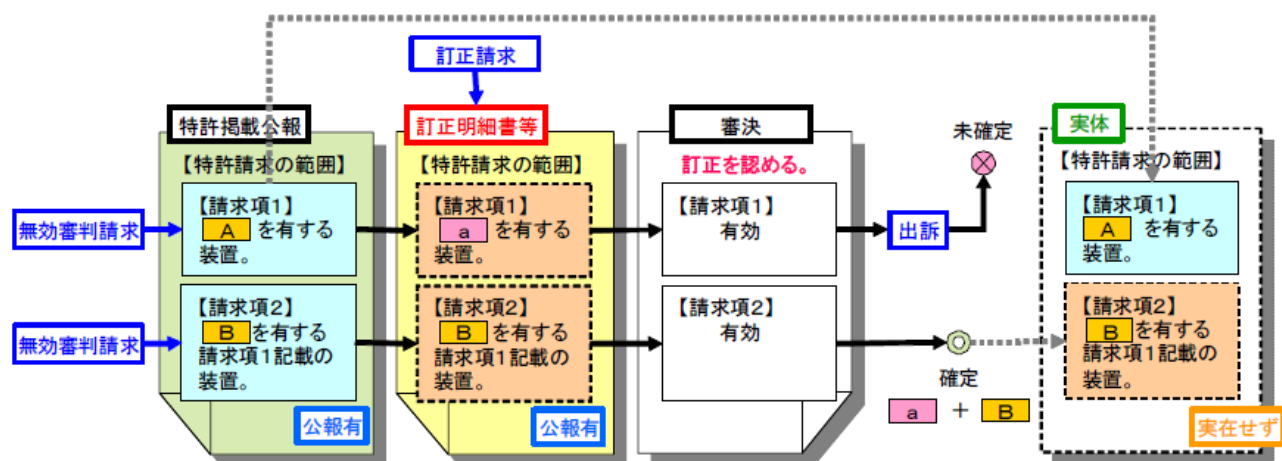 訂正請求
特許掲載公報
【特許請求の範囲】
無効審判請求
【請求項1】
A を有する
装置。
無効審判請求
【請求項2】
B を有する
請求項1記載の
装置。
公報有
訂正明細書等
【特許請求の範囲】
【請求項1】
a を有する
装置。
【請求項2】
B を有する
請求項1記載の
装置。
公報有
審決
訂正を認める。
【請求項1】
有効
【請求項2】
有効
未確定
出訴
確定
a + B
実体
【特許請求の範囲】
【請求項1】
A を有する
装置。
【請求項2】
B を有する
請求項1記載の
装置。
実在せず